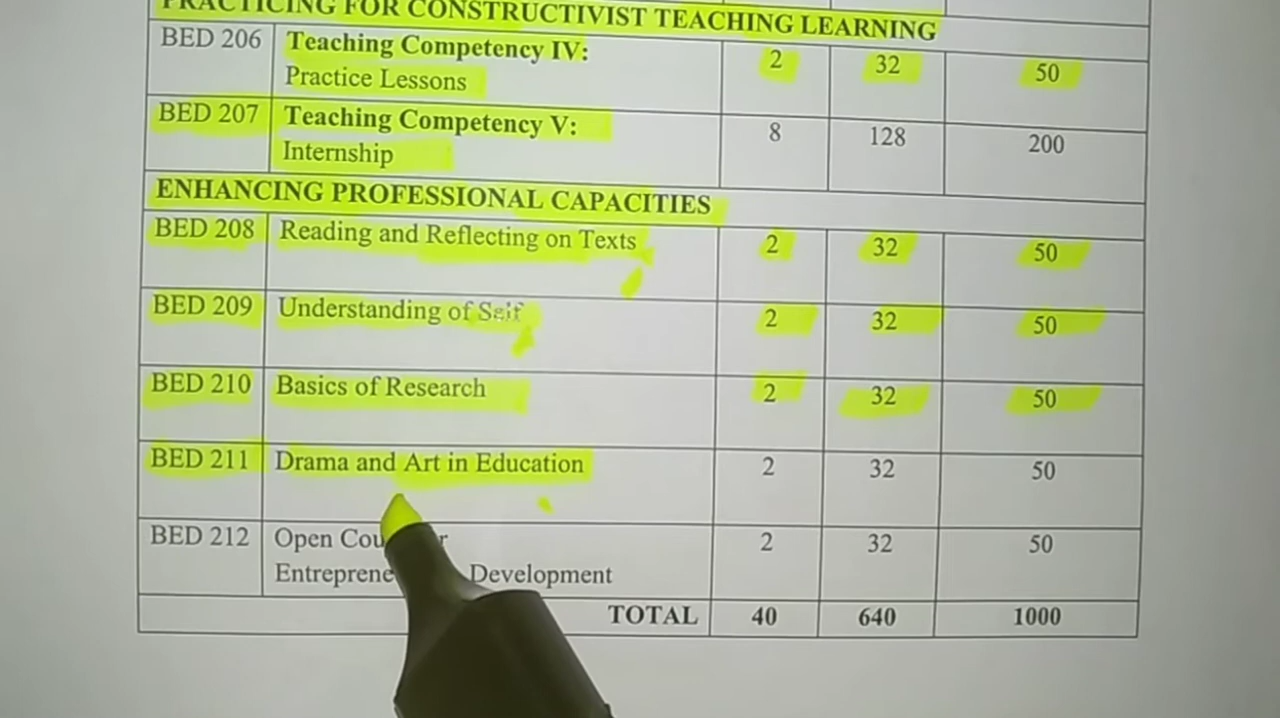 PRACTICING FOR CONSTRUCTIVIST TEACHING LEARNING
BED 206 Teaching Competency IV: 2 32 50
Practice Lessons
BED 207 Teaching Competency V: 8 128 200
Internship
ENHANCING PROFESSIONAL CAPACITIES
BED 208 Reading and Reflecting on Texts 2 32 50
BED 209 Understanding of Self 2 32 50
BED 210 Basics of Research 2 32 50
BED 211 Drama and Art in Education 2 32 50
BED 212 Open 2 32 50
Development
TOTAL 40 640 1000